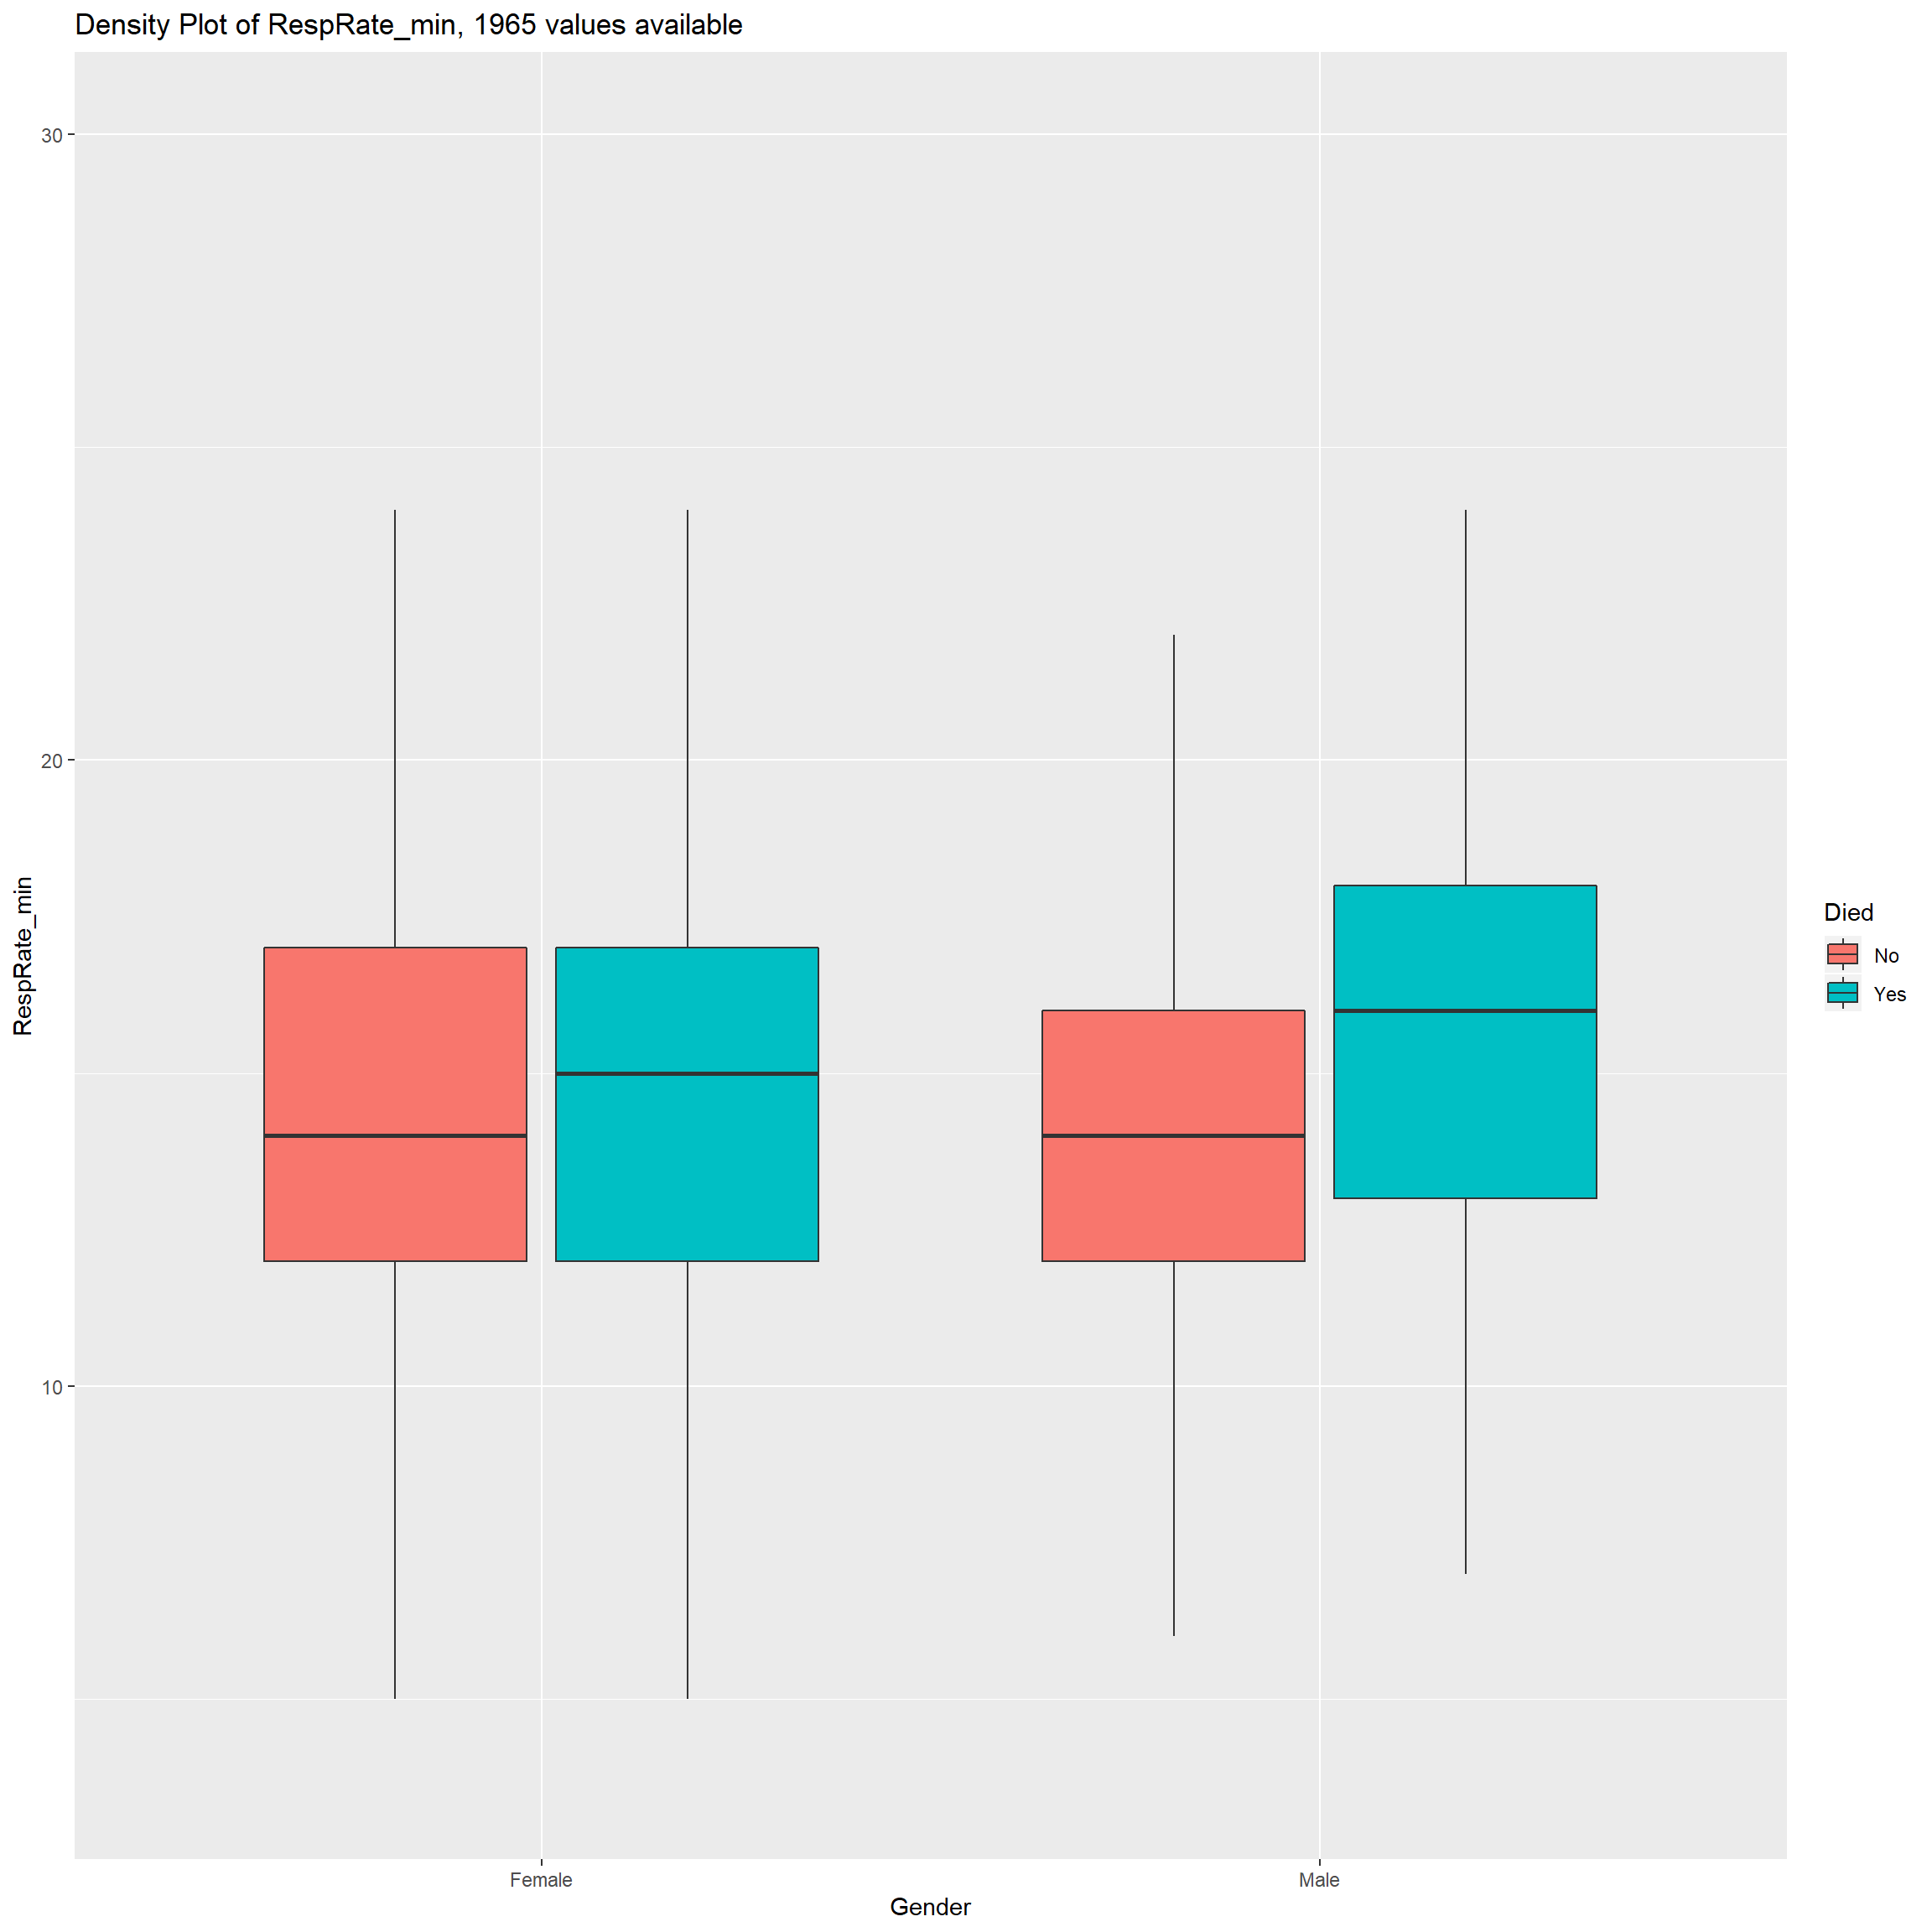 Density Plot of RespRate_min, 1965 values available
30
20
10
RespRate_min
Female
Male
Gender
Died
No
Yes